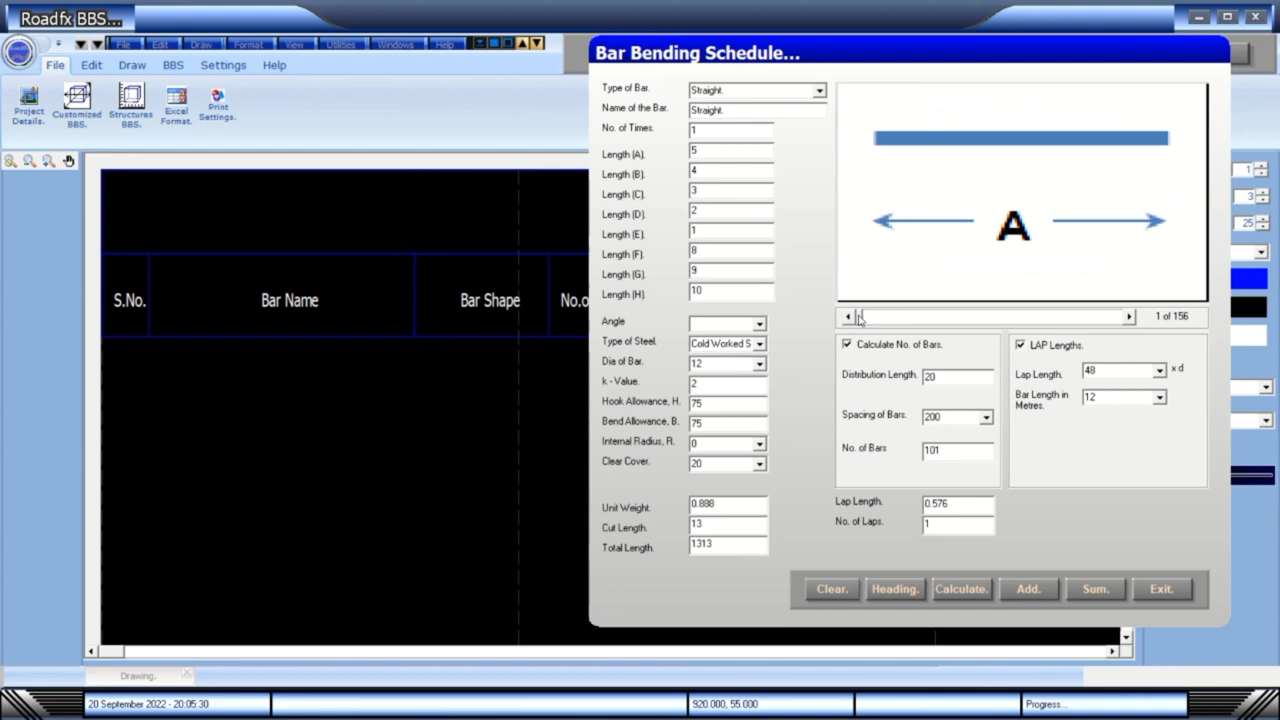 Roadfx BBS...
File Edit Draw Format View Utilities Windows Help
File Edit Draw BBS Settings Help
Project Details.
Customized BBS.
Structures BBS.
Excel Format.
Print Settings.
S.No. Bar Name Bar Shape No.o
Bar Bending Schedule...
Type of Bar. Straight.
Name of the Bar. Straight.
No. of Times. 1
Length (A). 5
Length (B). 4
Length (C). 3
Length (D). 2
Length (E). 1
Length (F). 8
Length (G). 9
Length (H). 10
Angle
Type of Steel. Cold Worked S
Dia of Bar. 12
k - Value. 2
Hook Allowance, H. 75
Bend Allowance, B. 75
Internal Radius, R. 0
Clear Cover. 20
Unit Weight. 0.888
Cut Length. 13
Total Length. 1313
A
1 of 156
Calculate No. of Bars.
Distribution Length. 20
Spacing of Bars. 200
No. of Bars 101
LAP Lengths.
Lap Length. 48 x d
Bar Length in Metres. 12
Lap Length. 0.576
No. of Laps. 1
Clear. Heading. Calculate. Add. Sum. Exit.
1
3
25
Drawing.
20 September 2022 - 20:05:30 920.000, 55.000 Progress...